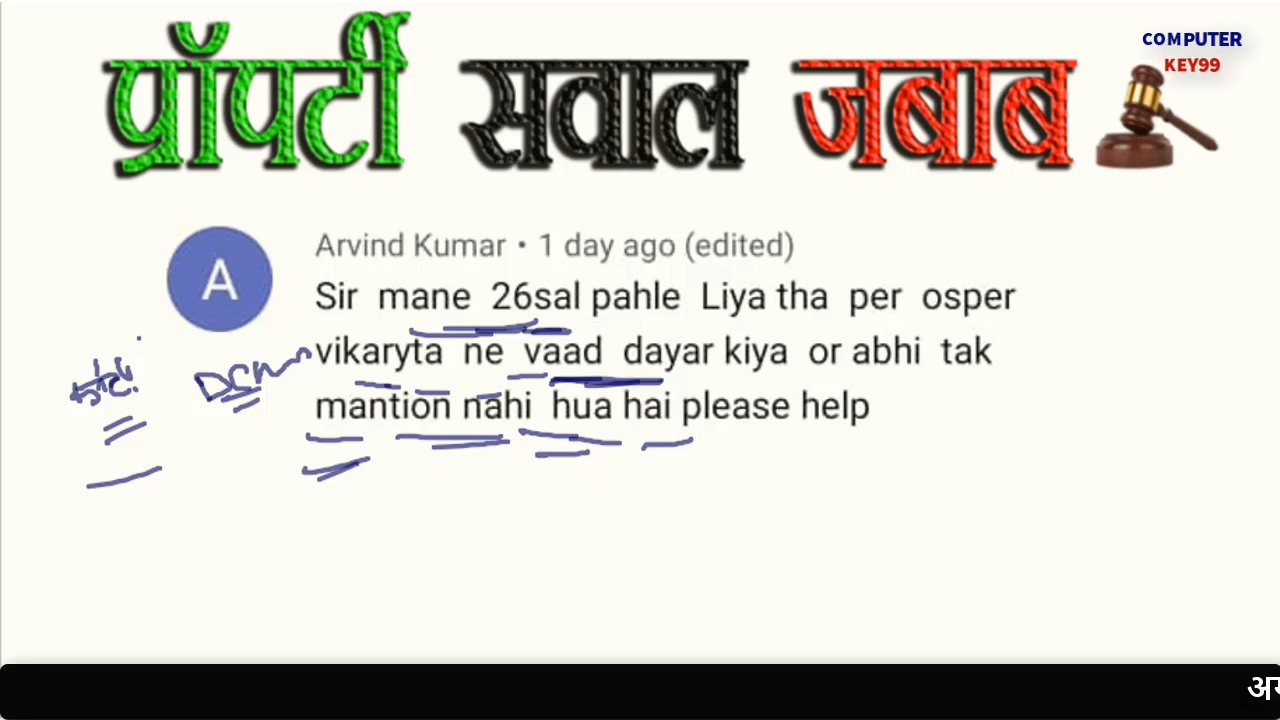 प्रॉपर्टी सवाल जबाब
COMPUTER
KEY99
A
Arvind Kumar • 1 day ago (edited)
Sir mane 26sal pahle Liya tha per osper
vikaryta ne vaad dayar kiya or abhi tak
mantion nahi hua hai please help